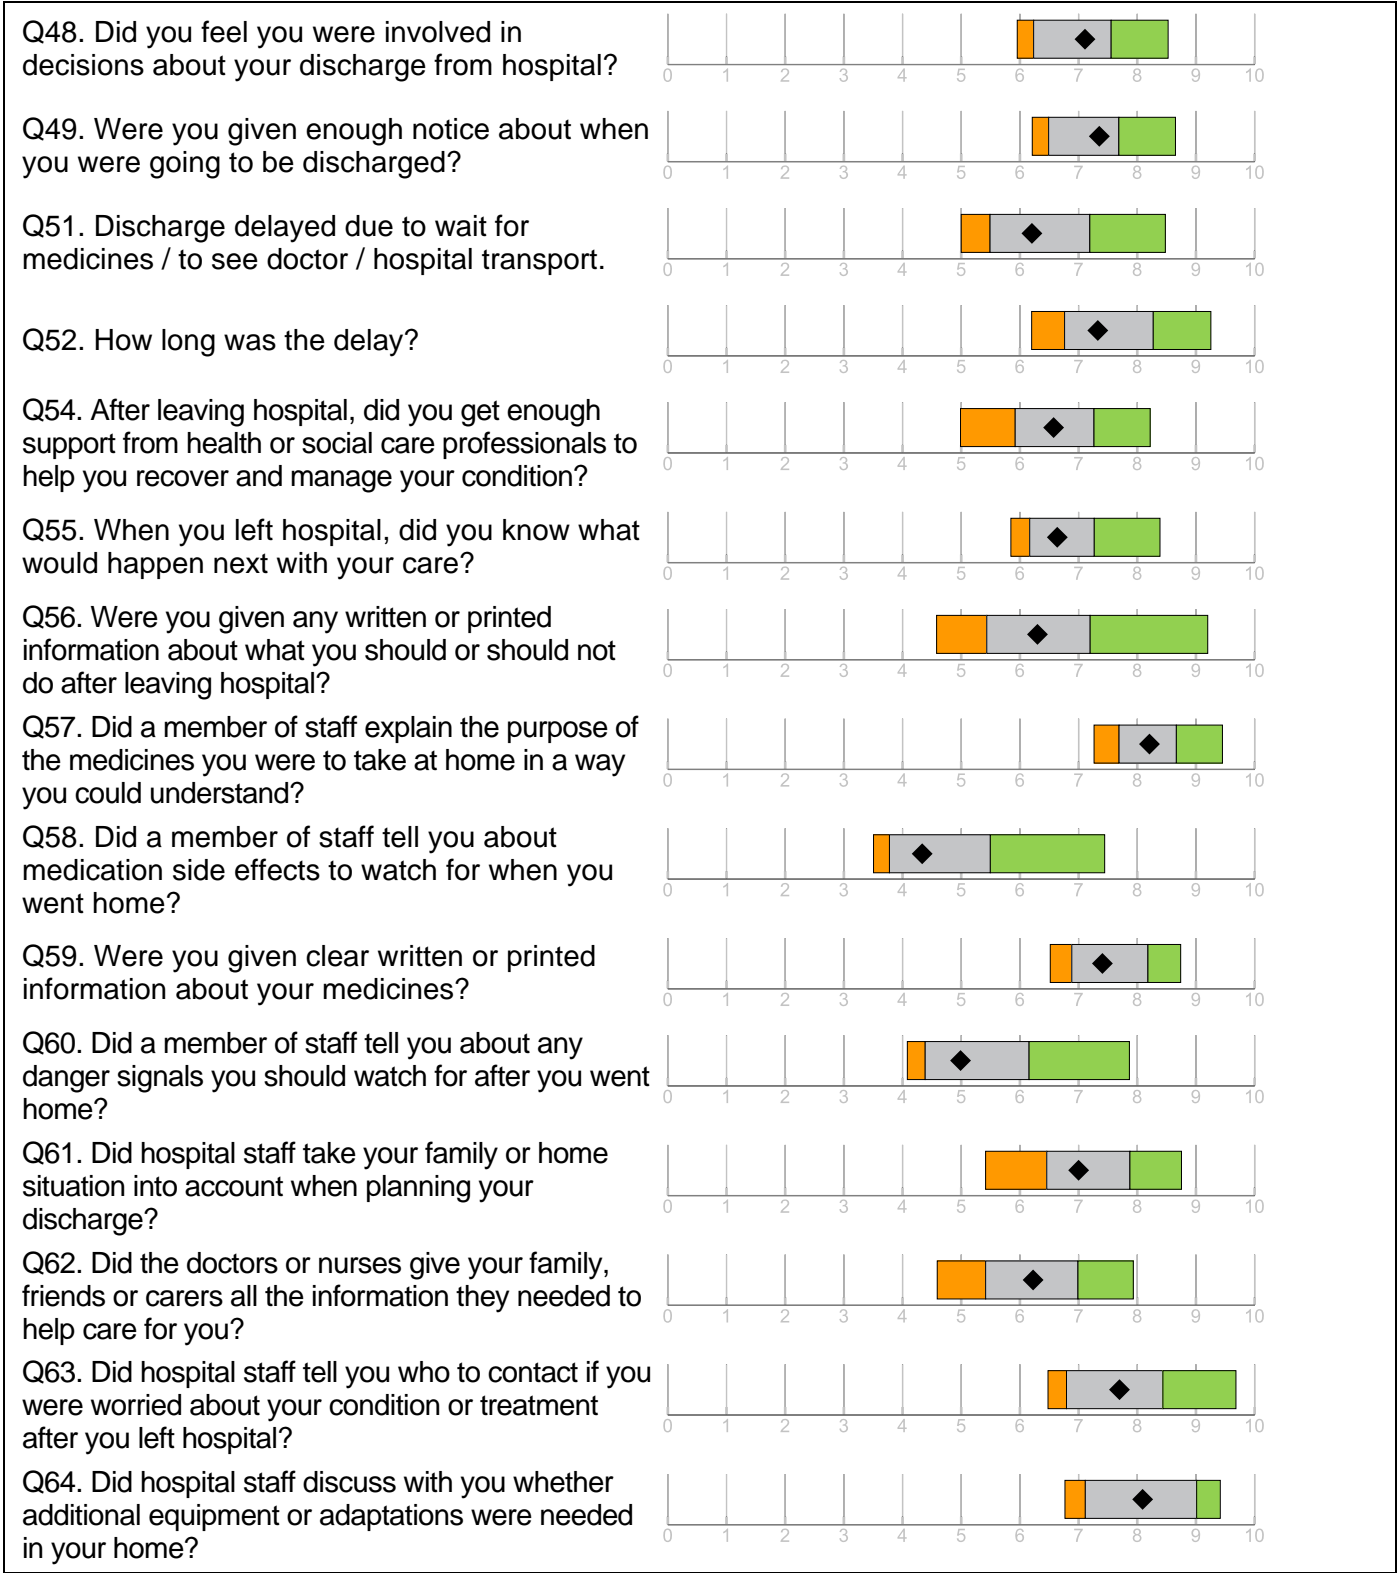 Q48. Did you feel you were involved in
decisions about your discharge from hospital?
0 1 2 3 4 5 6 7 8 9 10
Q49. Were you given enough notice about when
you were going to be discharged?
0 1 2 3 4 5 6 7 8 9 10
Q51. Discharge delayed due to wait for
medicines / to see doctor / hospital transport.
0 1 2 3 4 5 6 7 8 9 10
Q52. How long was the delay?
0 1 2 3 4 5 6 7 8 9 10
Q54. After leaving hospital, did you get enough
support from health or social care professionals to
help you recover and manage your condition?
0 1 2 3 4 5 6 7 8 9 10
Q55. When you left hospital, did you know what
would happen next with your care?
0 1 2 3 4 5 6 7 8 9 10
Q56. Were you given any written or printed
information about what you should or should not
do after leaving hospital?
0 1 2 3 4 5 6 7 8 9 10
Q57. Did a member of staff explain the purpose of
the medicines you were to take at home in a way
you could understand?
0 1 2 3 4 5 6 7 8 9 10
Q58. Did a member of staff tell you about
medication side effects to watch for when you
went home?
0 1 2 3 4 5 6 7 8 9 10
Q59. Were you given clear written or printed
information about your medicines?
0 1 2 3 4 5 6 7 8 9 10
Q60. Did a member of staff tell you about any
danger signals you should watch for after you went
home?
0 1 2 3 4 5 6 7 8 9 10
Q61. Did hospital staff take your family or home
situation into account when planning your
discharge?
0 1 2 3 4 5 6 7 8 9 10
Q62. Did the doctors or nurses give your family,
friends or carers all the information they needed to
help care for you?
0 1 2 3 4 5 6 7 8 9 10
Q63. Did hospital staff tell you who to contact if you
were worried about your condition or treatment
after you left hospital?
0 1 2 3 4 5 6 7 8 9 10
Q64. Did hospital staff discuss with you whether
additional equipment or adaptations were needed
in your home?
0 1 2 3 4 5 6 7 8 9 10